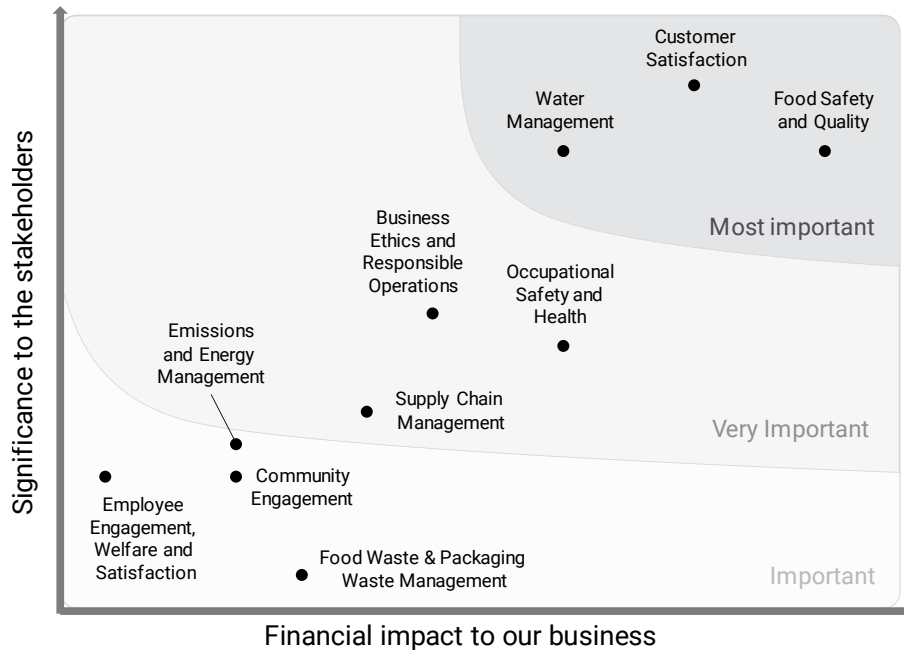 Customer
Satisfaction
Water
Management
Food Safety
and Quality
Most important
Business
Ethics and
Responsible
Operations
Occupational
Safety and
Health
Emissions
and Energy
Management
Supply Chain
Management
Very Important
Community
Engagement
Employee
Engagement,
Welfare and
Satisfaction
Food Waste & Packaging
Waste Management
Important
Significance to the stakeholders
Financial impact to our business